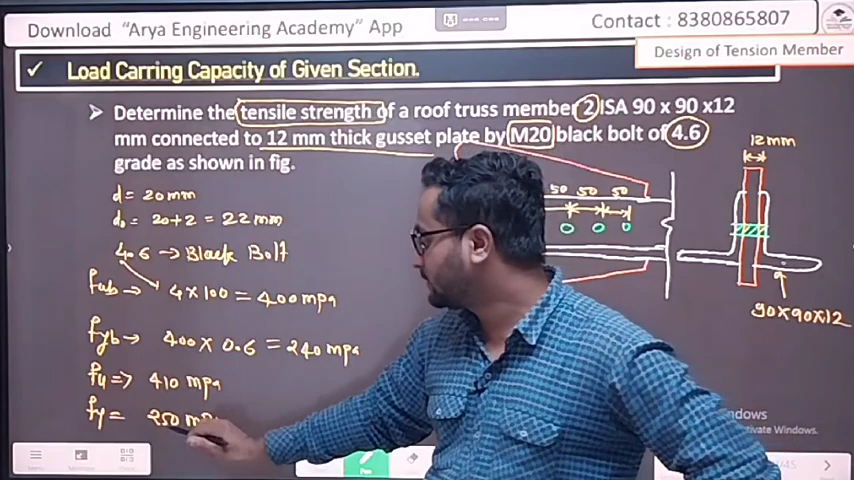 Download “Arya Engineering Academy” App
Contact : 8380865807
Design of Tension Member
✓ Load Carring Capacity of Given Section.
➤ Determine the tensile strength of a roof truss member 2 ISA 90 x 90 x12
mm connected to 12 mm thick gusset plate by M20 black bolt of 4.6
grade as shown in fig.
12mm
50 50 50
d = 20mm
d₀ = 20+2 = 22mm
4.6 → Black Bolt
fub → 4 x 100 = 400 mpa
fyb → 400 x 0.6 = 240 mpa
fu => 410 mpa
fy = 250
90x90x12